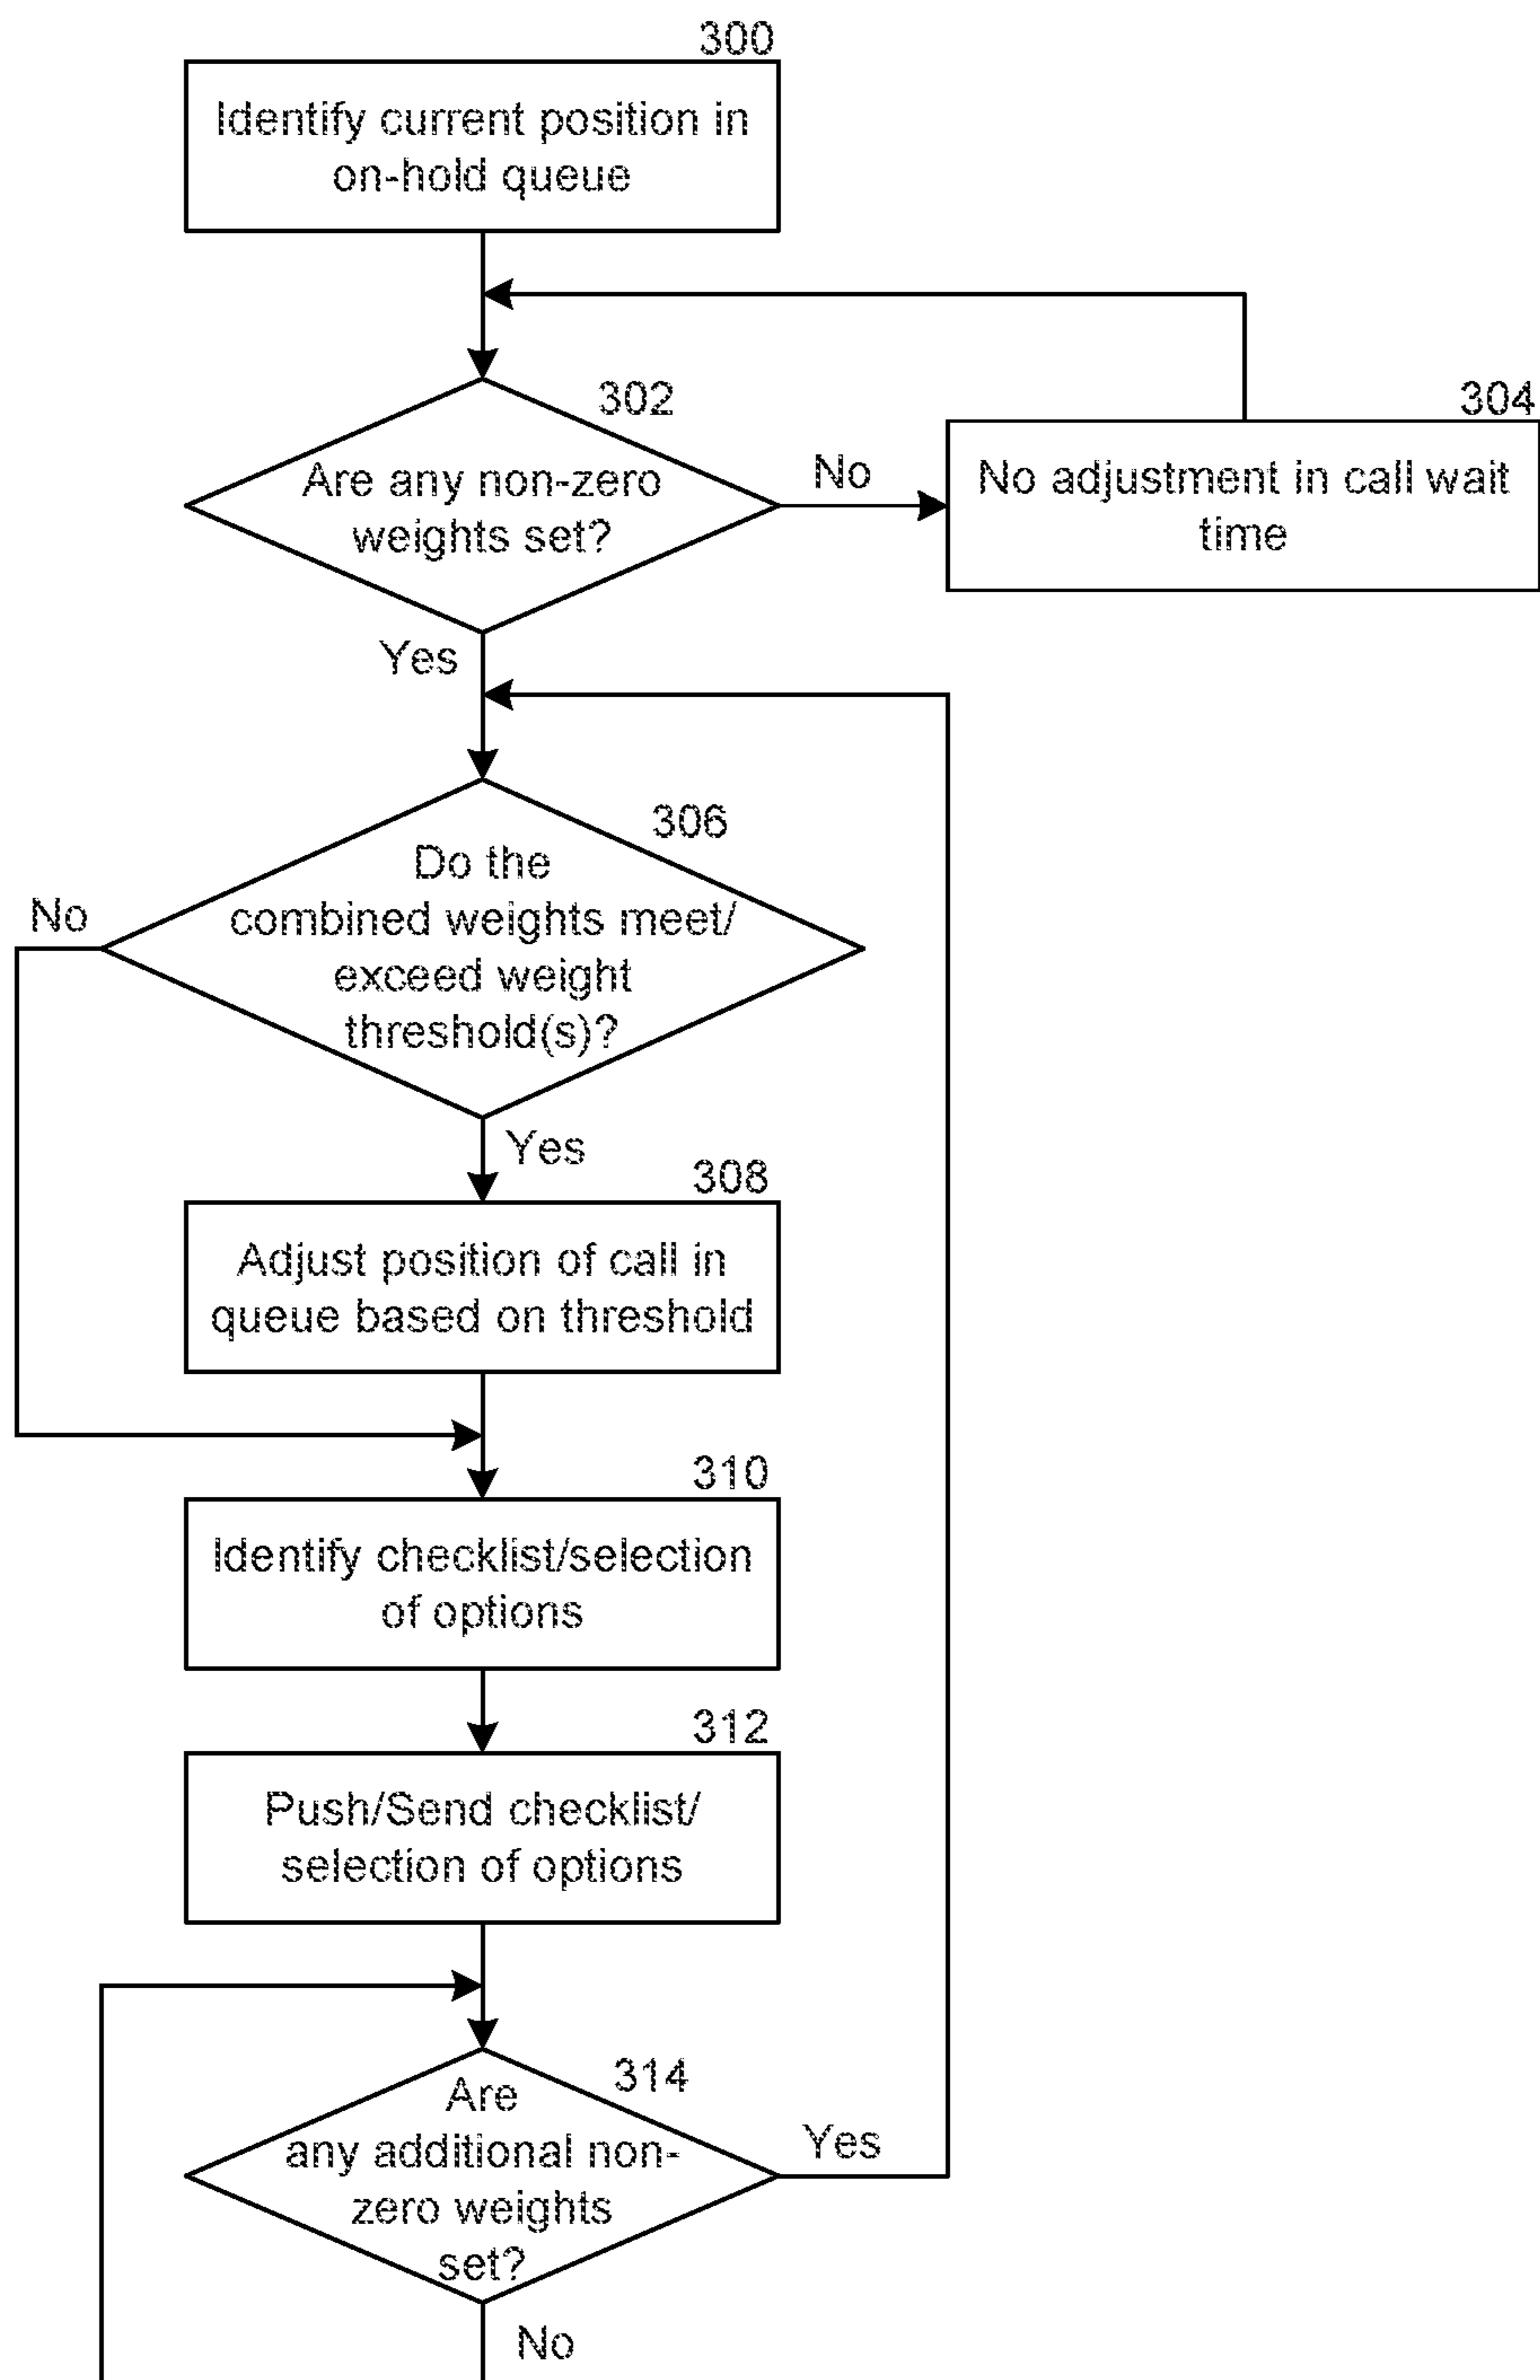 300
Identify current position in
on-hold queue
302
Are any non-zero
weights set?
No
304
No adjustment in call wait
time
Yes
306
Do the
combined weights meet/
exceed weight
threshold(s)?
No
Yes
308
Adjust position of call in
queue based on threshold
310
Identify checklist/selection
of options
312
Push/Send checklist/
selection of options
314
Are
any additional non-
zero weights
set?
Yes
No